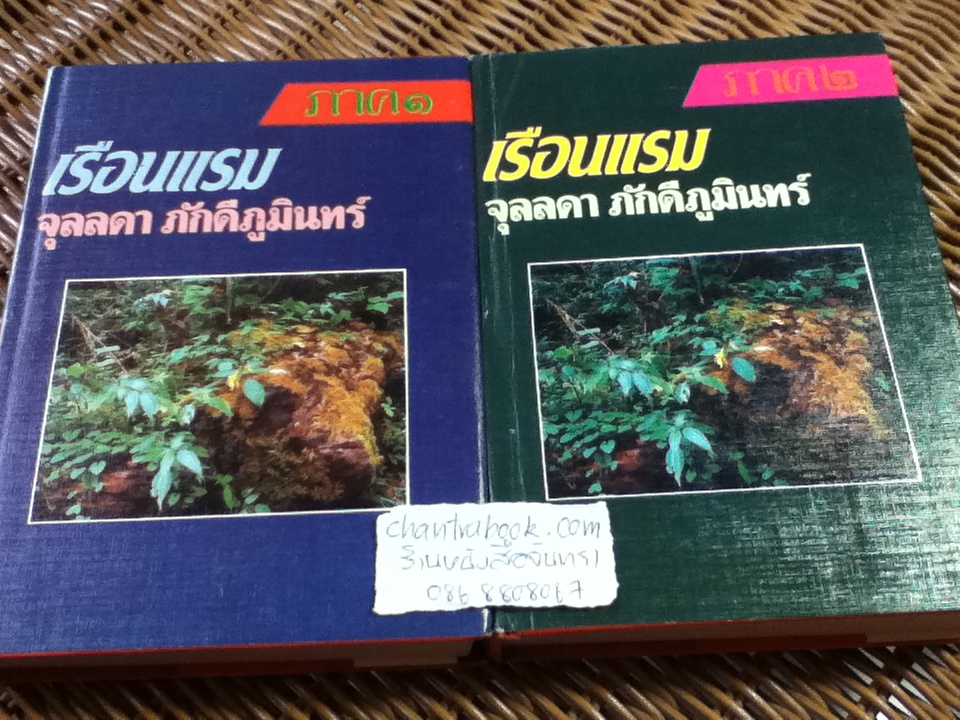 ภาค๑
เรือนแรม
จุลลดา ภักดีภูมินทร์
ภาค๒
เรือนแรม
จุลลดา ภักดีภูมินทร์
chantrabook.com
ร้านหนังสือจันทรา
086 8808067